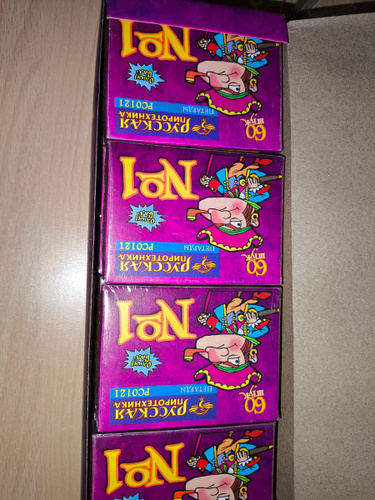 №1
РУССКАЯ
ПИРОТЕХНИКА
60
штук
ПЕТАРДЫ
РС0121
№1
РУССКАЯ
ПИРОТЕХНИКА
60
штук
ПЕТАРДЫ
РС0121
№1
РУССКАЯ
ПИРОТЕХНИКА
60
штук
ПЕТАРДЫ
РС0121
№1